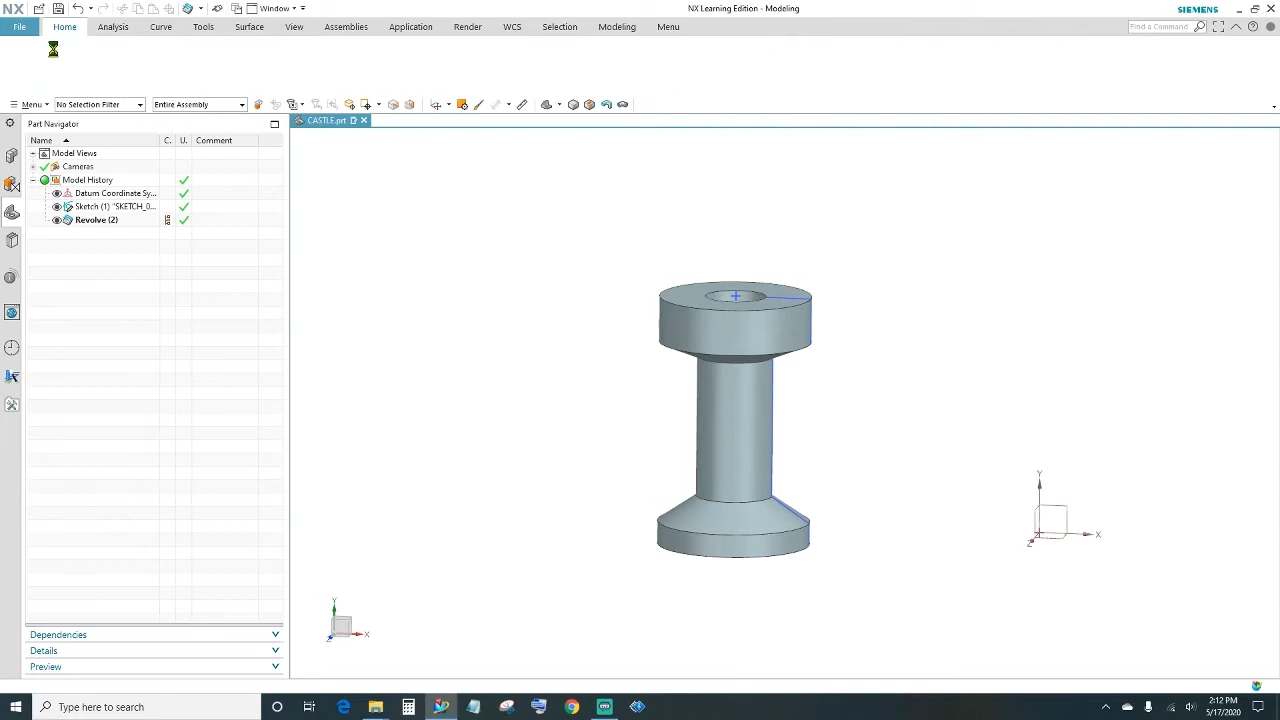 NX Window NX Learning Edition - Modeling SIEMENS
File Home Analysis Curve Tools Surface View Assemblies Application Render WCS Selection Modeling Menu Find a Command
Menu No Selection Filter Entire Assembly
Part Navigator CASTLE.prt
Name C. U. Comment
Model Views
Cameras
Model History
Datum Coordinate Sy...
Sketch (1) "SKETCH_0...
Revolve (2)
Y
X
Z
Y
X
Z
Dependencies
Details
Preview
Type here to search
2:12 PM
5/17/2020